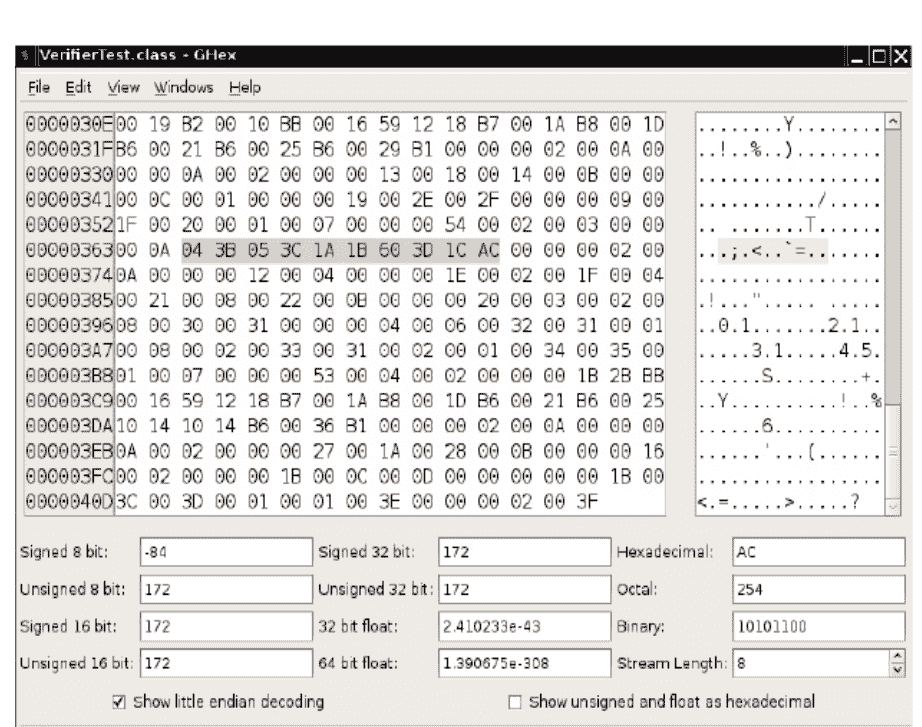 VerifierTest.class - GHex
File Edit View Windows Help
0000030E 00 19 B2 00 10 BB 00 16 59 12 18 B7 00 1A B8 00 1D ........Y........
0000031F B6 00 21 B6 00 25 B6 00 29 B1 00 00 00 02 00 0A 00 ..!..%..)........
00000330 00 00 0A 00 02 00 00 00 13 00 18 00 14 00 0B 00 00 .................
00000341 00 0C 00 01 00 00 00 19 00 2E 00 2F 00 00 00 09 00 .........../.....
00000352 1F 00 20 00 01 00 07 00 00 00 54 00 02 00 03 00 00 .. .......T......
00000363 00 0A 04 3B 05 3C 1A 1B 60 3D 1C AC 00 00 00 02 00 ...;.<..`=.......
00000374 0A 00 00 00 12 00 04 00 00 00 1E 00 02 00 1F 00 04 .................
00000385 00 21 00 08 00 22 00 0B 00 00 00 20 00 03 00 02 00 .!..."..... .....
00000396 08 00 30 00 31 00 00 00 04 00 06 00 32 00 31 00 01 ..0.1.......2.1..
000003A7 00 08 00 02 00 33 00 31 00 02 00 01 00 34 00 35 00 .....3.1.....4.5.
000003B8 01 00 07 00 00 00 53 00 04 00 02 00 00 00 1B 2B BB ......S........+.
000003C9 00 16 59 12 18 B7 00 1A B8 00 1D B6 00 21 B6 00 25 ..Y..........!..%
000003DA 10 14 10 14 B6 00 36 B1 00 00 00 02 00 0A 00 00 00 ......6..........
000003EB 0A 00 02 00 00 00 27 00 1A 00 28 00 0B 00 00 00 16 ......'...(......
000003FC 00 02 00 00 00 1B 00 0C 00 0D 00 00 00 00 00 1B 00 .................
0000040D 3C 00 3D 00 01 00 01 00 3E 00 00 00 02 00 3F <.=.....>.....?
Signed 8 bit: -84 Signed 32 bit: 172 Hexadecimal: AC
Unsigned 8 bit: 172 Unsigned 32 bit: 172 Octal: 254
Signed 16 bit: 172 32 bit float: 2.410233e-43 Binary: 10101100
Unsigned 16 bit: 172 64 bit float: 1.390675e-308 Stream Length: 8
Show little endian decoding Show unsigned and float as hexadecimal